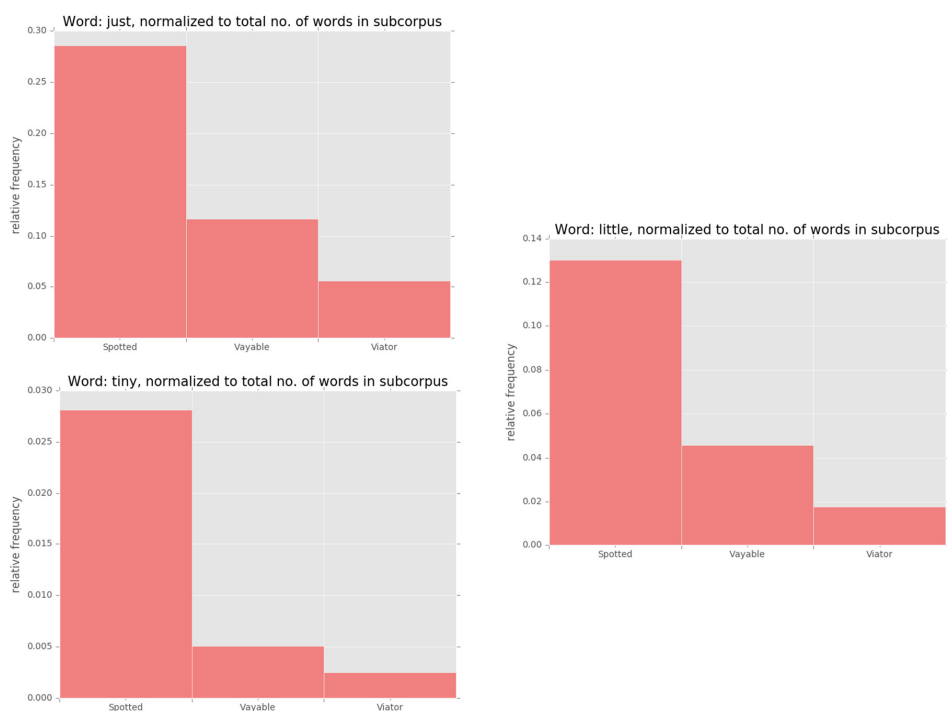 Word: just, normalized to total no. of words in subcorpus
0.30
0.25
0.20
0.15
0.10
0.05
0.00
relative frequency
Spotted Vayable Viator
Word: tiny, normalized to total no. of words in subcorpus
0.030
0.025
0.020
0.015
0.010
0.005
0.000
relative frequency
Spotted Vayable Viator
Word: little, normalized to total no. of words in subcorpus
0.14
0.12
0.10
0.08
0.06
0.04
0.02
0.00
relative frequency
Spotted Vayable Viator